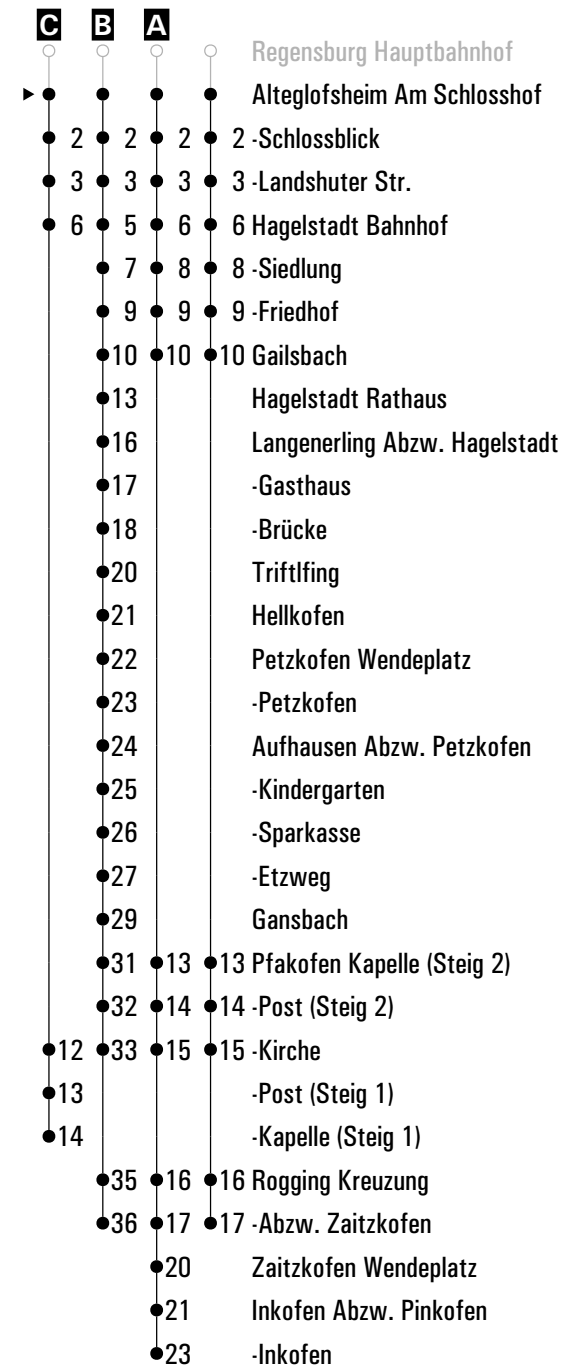 C B A
Regensburg Hauptbahnhof
Alteglofsheim Am Schlosshof
2 2 2 2 -Schlossblick
3 3 3 3 -Landshuter Str.
6 5 6 6 Hagelstadt Bahnhof
7 8 8 -Siedlung
9 9 9 -Friedhof
10 10 10 Gailsbach
13 Hagelstadt Rathaus
16 Langenerling Abzw. Hagelstadt
17 -Gasthaus
18 -Brücke
20 Triftlfing
21 Hellkofen
22 Petzkofen Wendeplatz
23 -Petzkofen
24 Aufhausen Abzw. Petzkofen
25 -Kindergarten
26 -Sparkasse
27 -Etzweg
29 Gansbach
31 13 13 Pfakofen Kapelle (Steig 2)
32 14 14 -Post (Steig 2)
12 33 15 15 -Kirche
13 -Post (Steig 1)
14 -Kapelle (Steig 1)
35 16 16 Rogging Kreuzung
36 17 17 -Abzw. Zaitzkofen
20 Zaitzkofen Wendeplatz
21 Inkofen Abzw. Pinkofen
23 -Inkofen